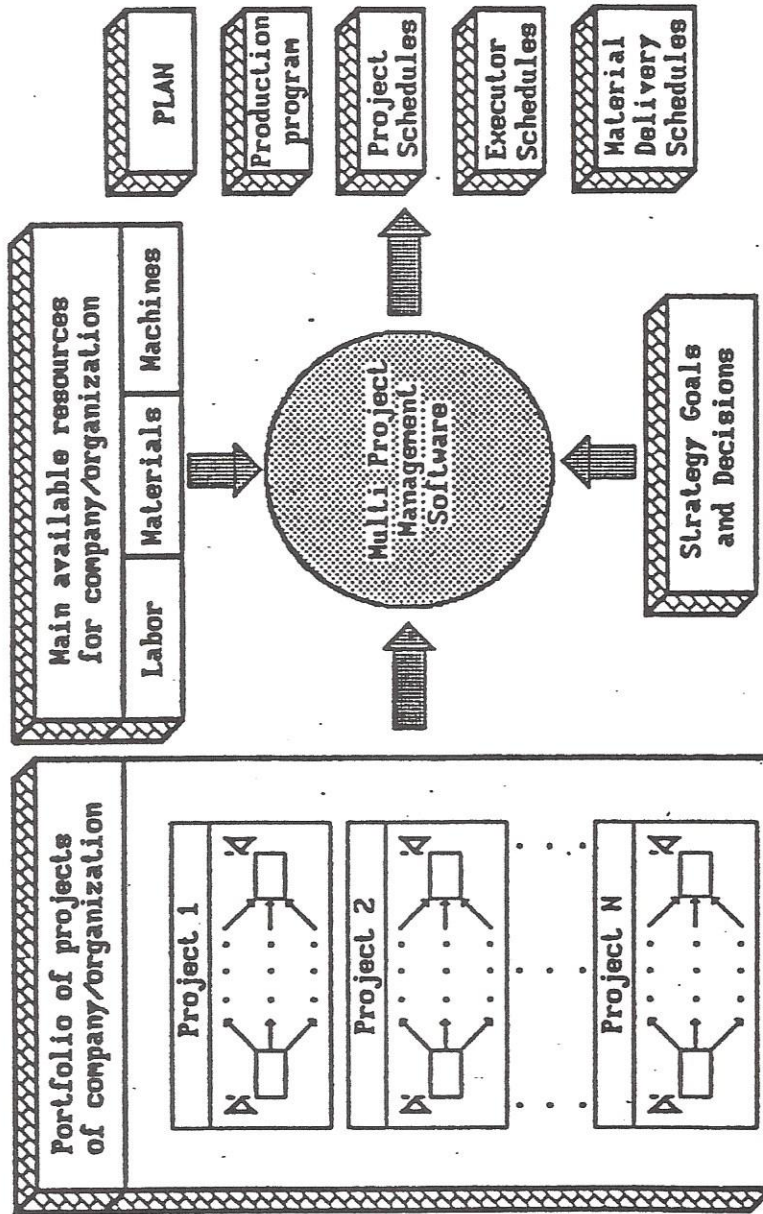 Portfolio of projects
of company/organization
Project 1
Project 2
Project N
Main available resources
for company/organization
Labor
Materials
Machines
Multi Project
Management
Software
Strategy Goals
and Decisions
PLAN
Production
program
Project
Schedules
Executor
Schedules
Material
Delivery
Schedules